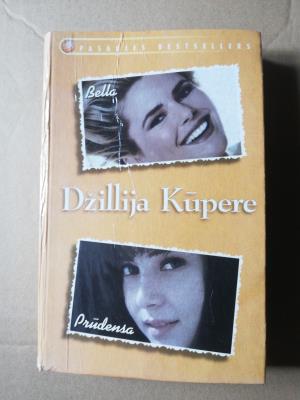 PASAULES BESTSELLERS
Bella
Džillija Kūpere
Prūdensa